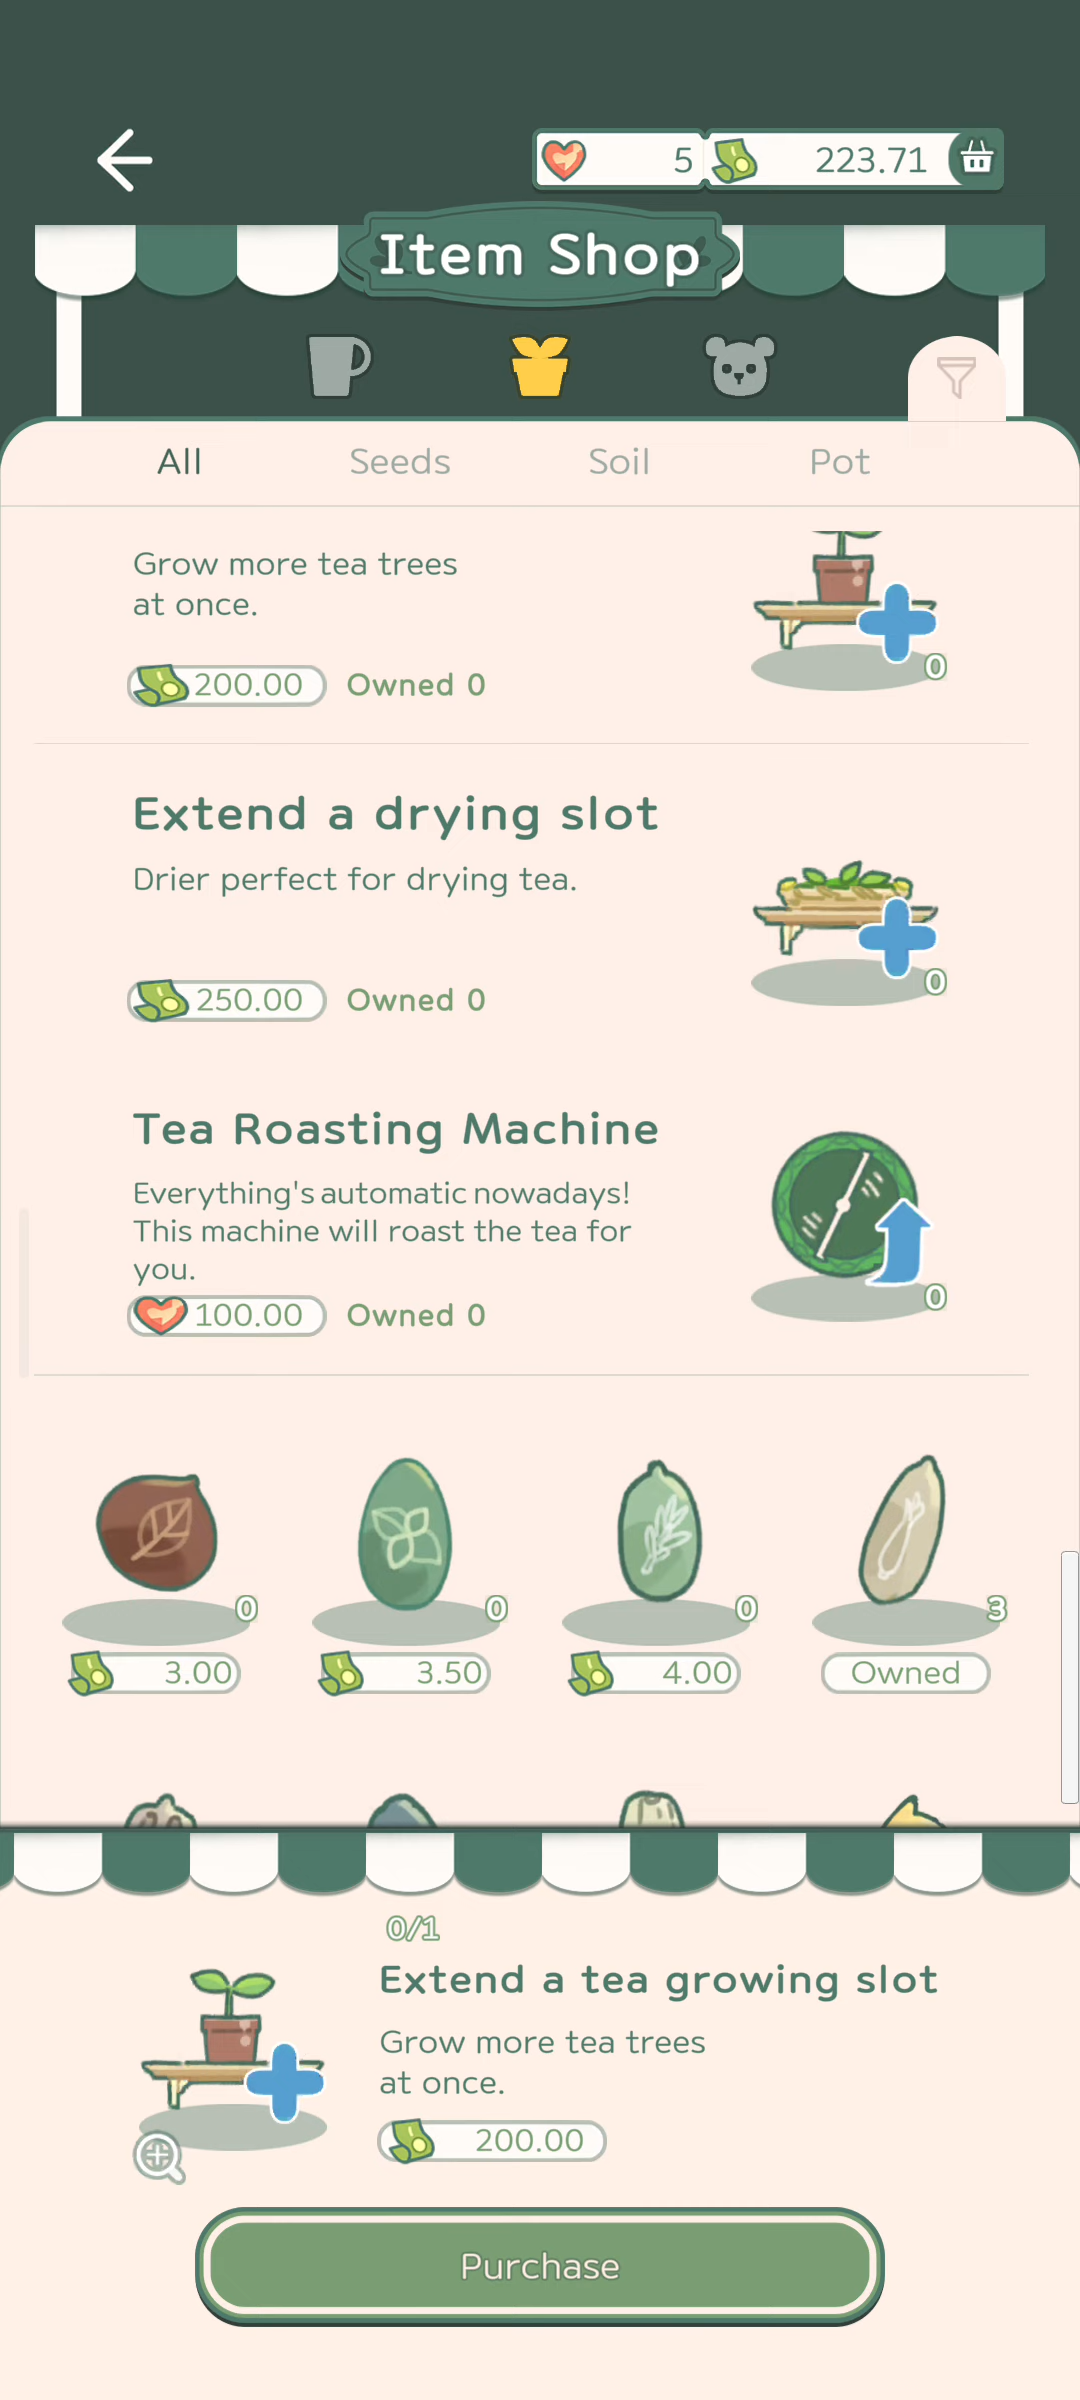 5
223.71
Item Shop
All
Seeds
Soil
Pot
Grow more tea trees
at once.
200.00
Owned 0
0
Extend a drying slot
Drier perfect for drying tea.
250.00
Owned 0
0
Tea Roasting Machine
Everything's automatic nowadays!
This machine will roast the tea for
you.
100.00
Owned 0
0
0
0
0
3
3.00
3.50
4.00
Owned
0/1
Extend a tea growing slot
Grow more tea trees
at once.
200.00
Purchase